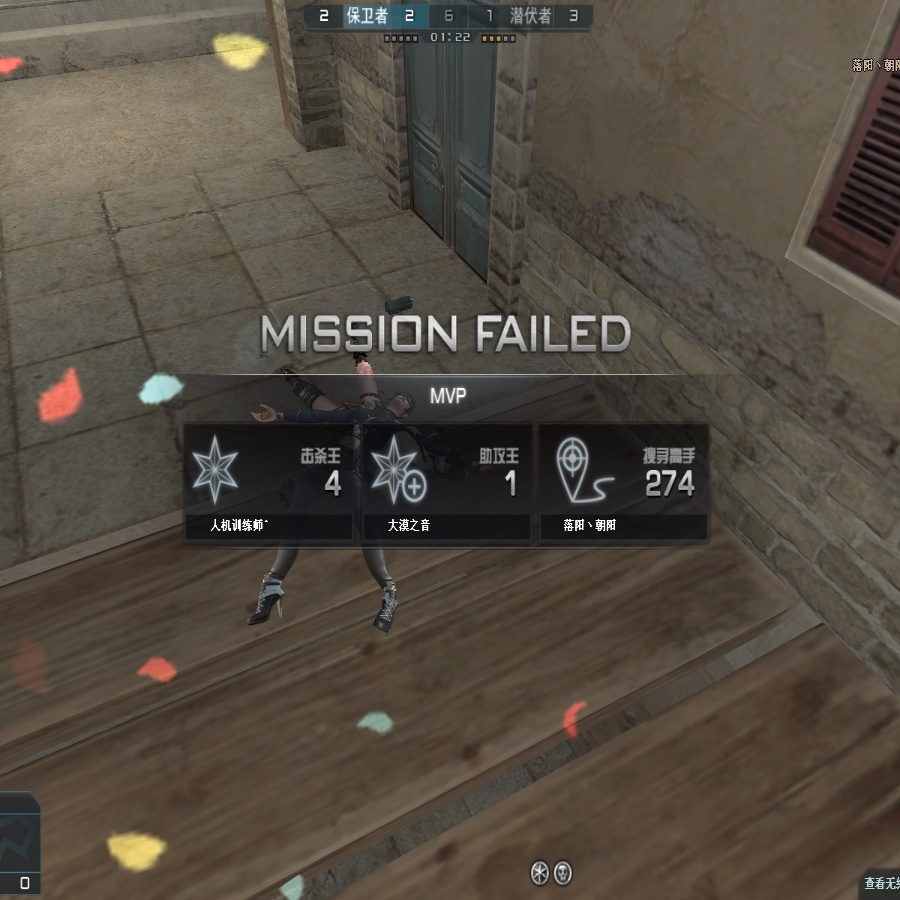 2 保卫者 2 6 1 潜伏者 3
01:22
落阳丶朝阳
MISSION FAILED
MVP
击杀王 助攻王 搜寻高手
4 1 274
人机训练师^ 大漠之音 落阳丶朝阳
0
查看无